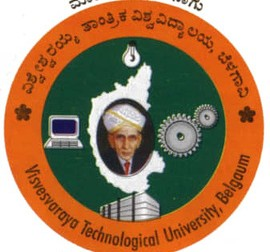 ವಿಶ್ವೇಶ್ವರಯ್ಯ ತಾಂತ್ರಿಕ ವಿಶ್ವವಿದ್ಯಾಲಯ, ಬೆಳಗಾವಿ
Visvesvaraya Technological University, Belgaum